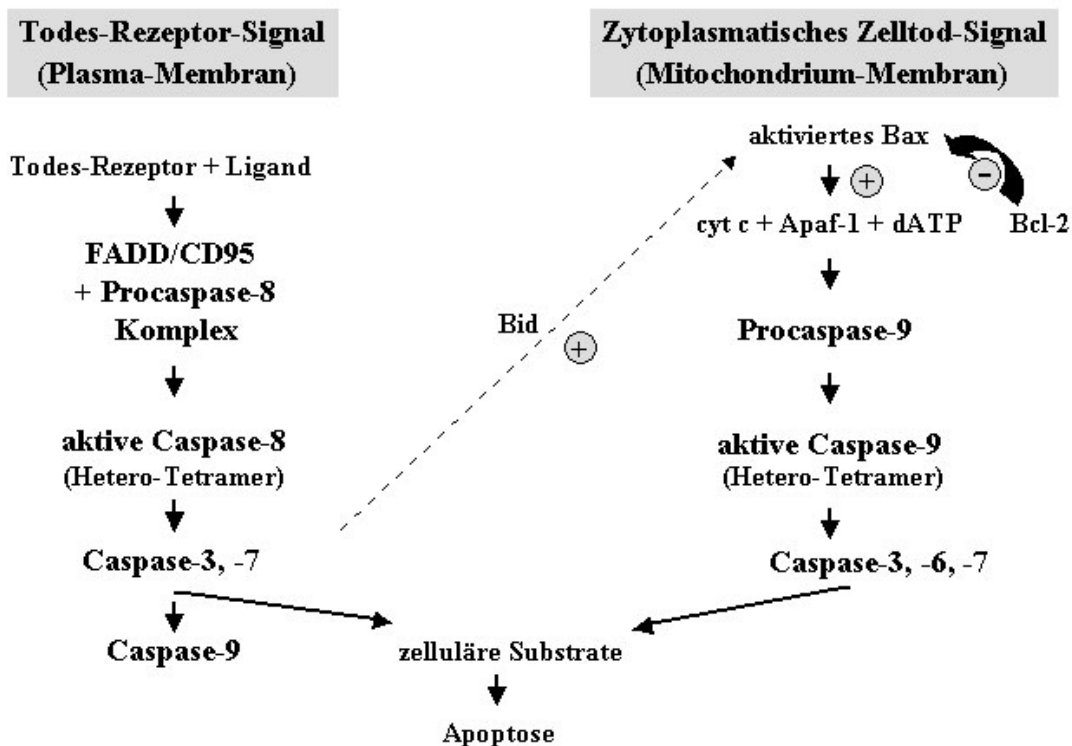 Todes-Rezeptor-Signal
(Plasma-Membran)
Todes-Rezeptor + Ligand
FADD/CD95
+ Procaspase-8
Komplex
aktive Caspase-8
(Hetero-Tetramer)
Caspase-3, -7
Caspase-9
Bid
+
Zytoplasmatisches Zelltod-Signal
(Mitochondrium-Membran)
aktiviertes Bax
+
−
cyt c + Apaf-1 + dATP
Bcl-2
Procaspase-9
aktive Caspase-9
(Hetero-Tetramer)
Caspase-3, -6, -7
zelluläre Substrate
Apoptose